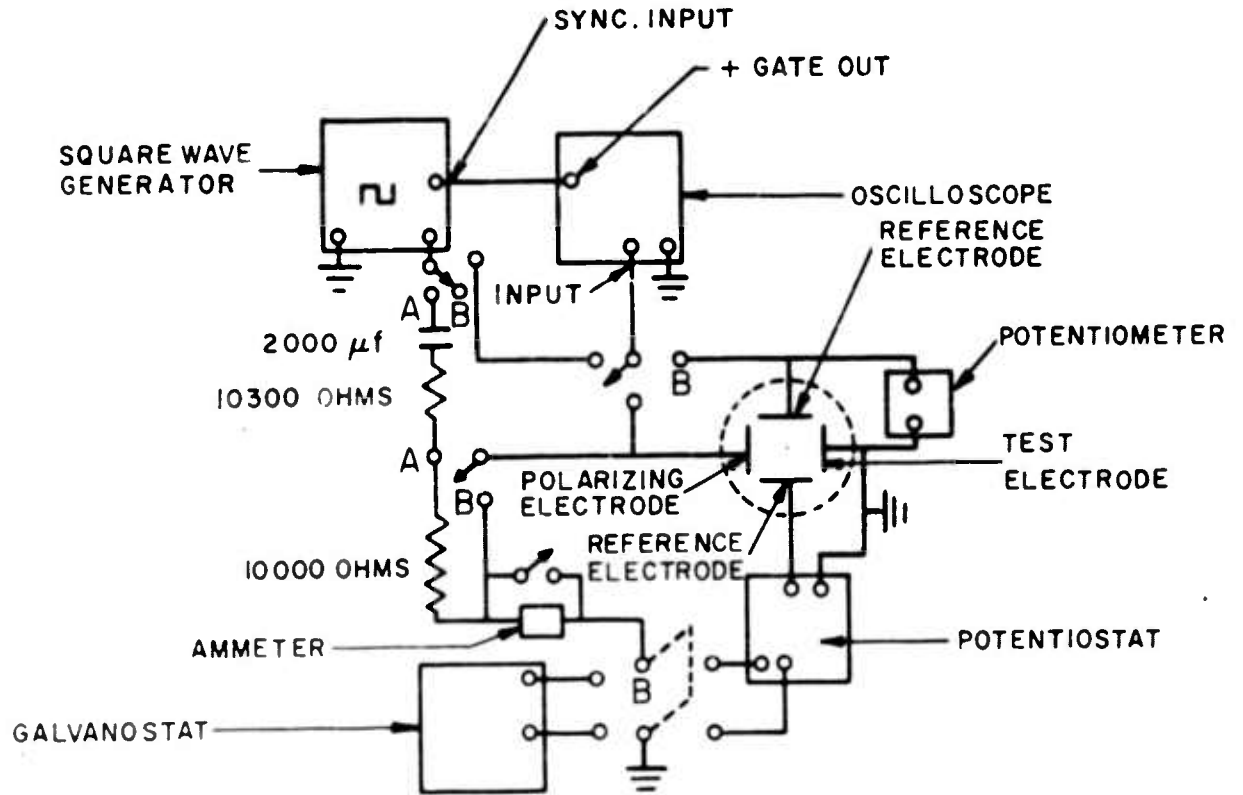 SYNC. INPUT
+ GATE OUT
SQUARE WAVE
GENERATOR
OSCILLOSCOPE
REFERENCE
ELECTRODE
INPUT
A
B
2000 μf
POTENTIOMETER
B
10300 OHMS
A
TEST
ELECTRODE
POLARIZING
ELECTRODE
B
REFERENCE
ELECTRODE
10000 OHMS
AMMETER
POTENTIOSTAT
B
GALVANOSTAT